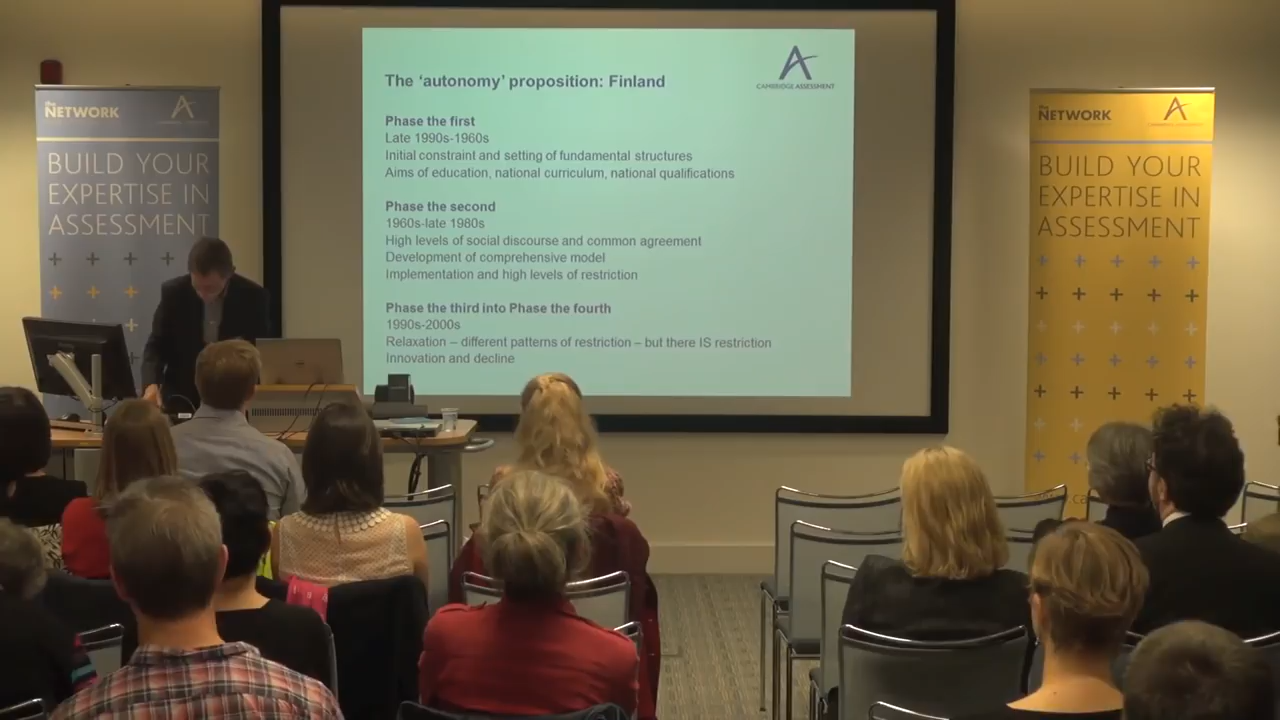 The ‘autonomy’ proposition: Finland
CAMBRIDGE ASSESSMENT
Phase the first
Late 1990s-1960s
Initial constraint and setting of fundamental structures
Aims of education, national curriculum, national qualifications
Phase the second
1960s-late 1980s
High levels of social discourse and common agreement
Development of comprehensive model
Implementation and high levels of restriction
Phase the third into Phase the fourth
1990s-2000s
Relaxation – different patterns of restriction – but there IS restriction
Innovation and decline
the NETWORK
BUILD YOUR
EXPERTISE IN
ASSESSMENT
the NETWORK
BUILD YOUR
EXPERTISE IN
ASSESSMENT